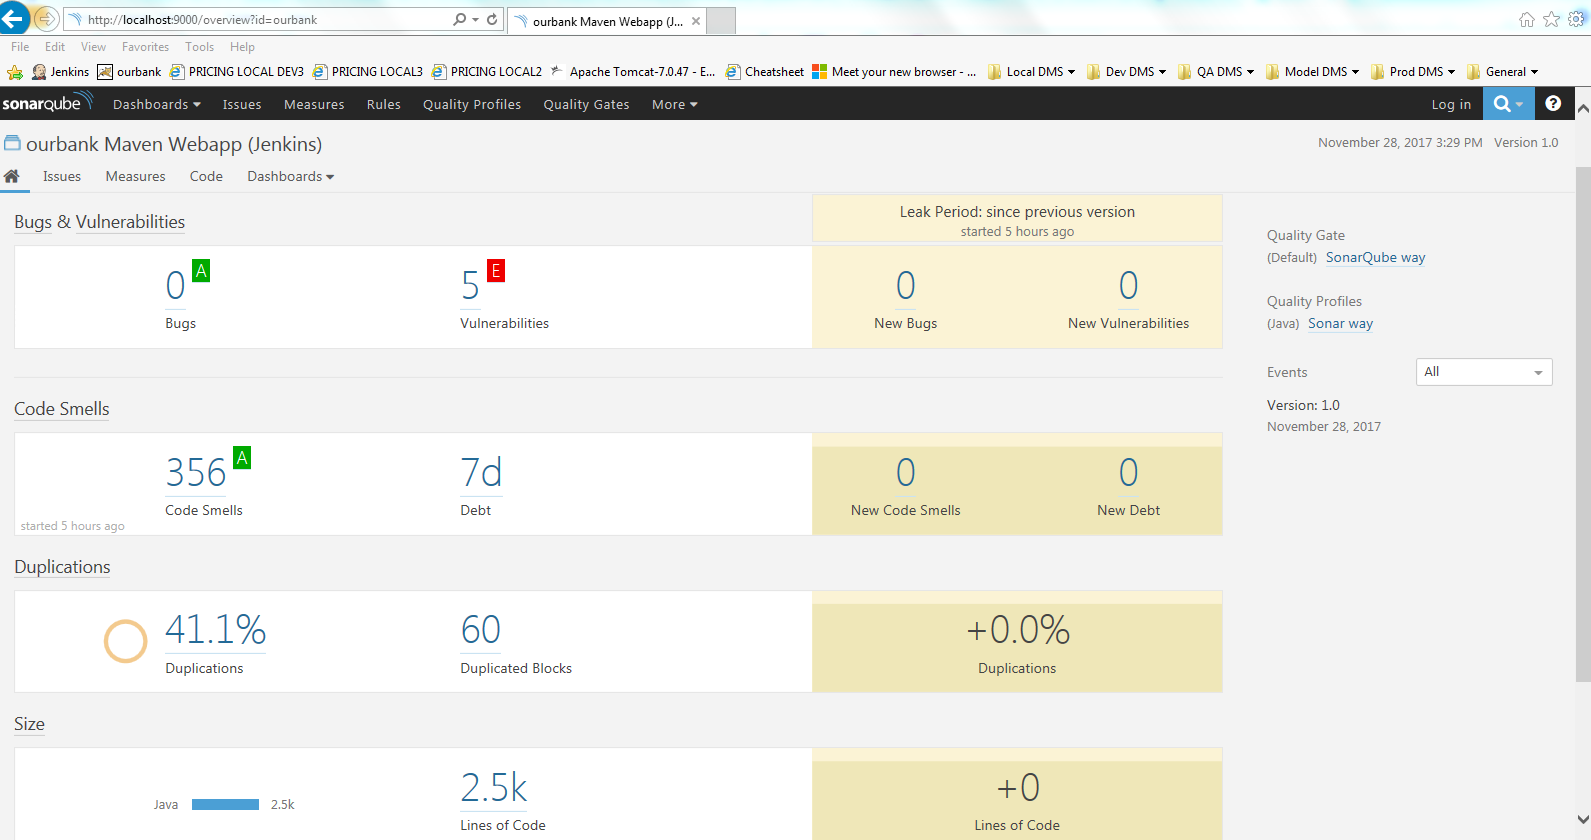 http://localhost:9000/overview?id=ourbank
ourbank Maven Webapp (J...
File Edit View Favorites Tools Help
Jenkins ourbank PRICING LOCAL DEV3 PRICING LOCAL3 PRICING LOCAL2 Apache Tomcat-7.0.47 - E... Cheatsheet Meet your new browser - ... Local DMS Dev DMS QA DMS Model DMS Prod DMS General
sonarqube Dashboards Issues Measures Rules Quality Profiles Quality Gates More Log in ?
ourbank Maven Webapp (Jenkins)
November 28, 2017 3:29 PM Version 1.0
Issues Measures Code Dashboards
Bugs & Vulnerabilities
Leak Period: since previous version
started 5 hours ago
0 A 5 E 0 0
Bugs Vulnerabilities New Bugs New Vulnerabilities
Quality Gate
(Default) SonarQube way
Quality Profiles
(Java) Sonar way
Events All
Version: 1.0
November 28, 2017
Code Smells
356 A 7d 0 0
Code Smells Debt New Code Smells New Debt
started 5 hours ago
Duplications
41.1% 60 +0.0%
Duplications Duplicated Blocks Duplications
Size
Java 2.5k 2.5k +0
Lines of Code Lines of Code